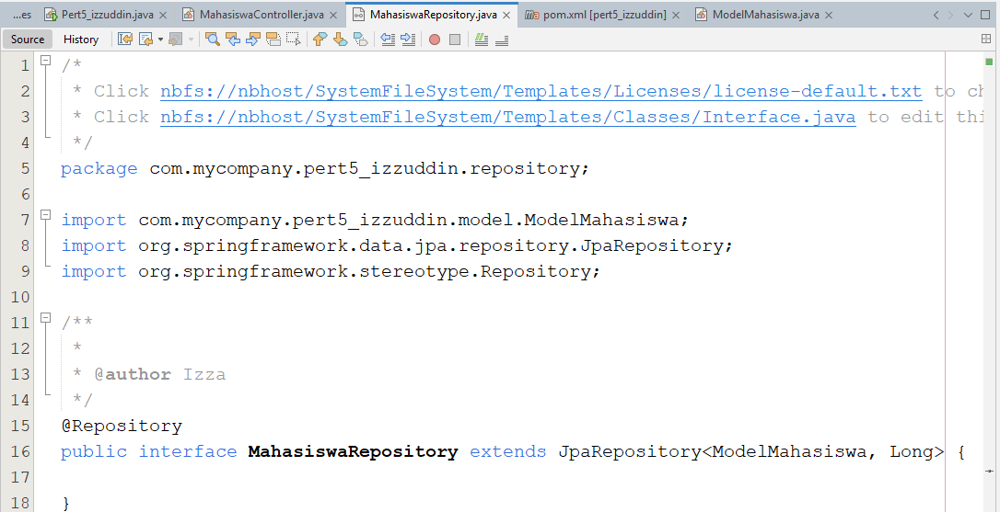 ...es Pert5_izzuddin.java MahasiswaController.java MahasiswaRepository.java pom.xml [pert5_izzuddin] ModelMahasiswa.java
Source History
1 /*
2 * Click nbfs://nbhost/SystemFileSystem/Templates/Licenses/license-default.txt to ch
3 * Click nbfs://nbhost/SystemFileSystem/Templates/Classes/Interface.java to edit thi
4 */
5 package com.mycompany.pert5_izzuddin.repository;
6
7 import com.mycompany.pert5_izzuddin.model.ModelMahasiswa;
8 import org.springframework.data.jpa.repository.JpaRepository;
9 import org.springframework.stereotype.Repository;
10
11 /**
12 *
13 * @author Izza
14 */
15 @Repository
16 public interface MahasiswaRepository extends JpaRepository<ModelMahasiswa, Long> {
17
18 }